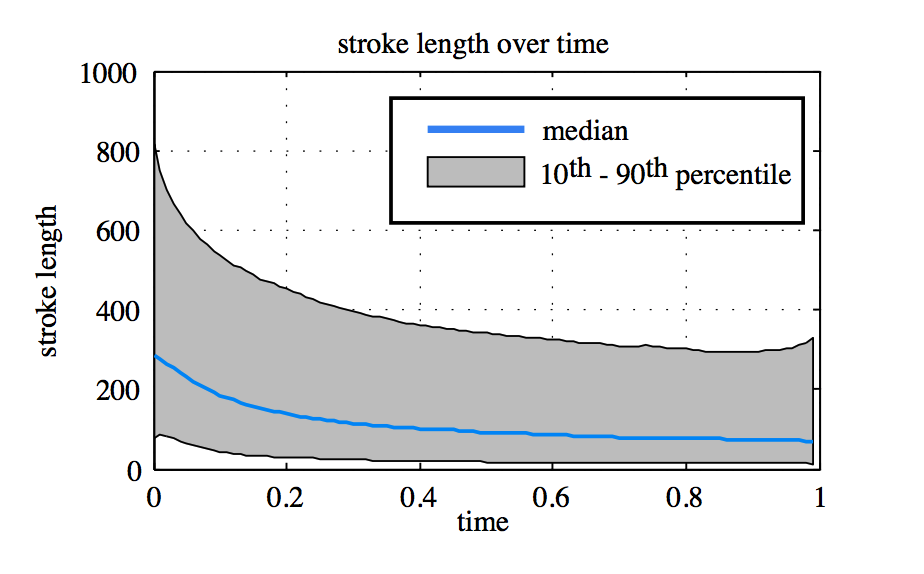 stroke length over time
1000
800
600
400
200
0
stroke length
median
10th - 90th percentile
0 0.2 0.4 0.6 0.8 1
time